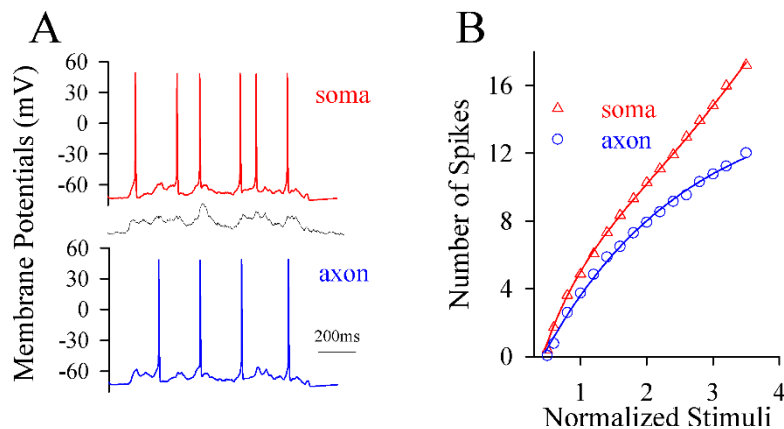 A
Membrane Potentials (mV)
60
30
0
-30
-60
soma
60
30
0
-30
-60
axon
200ms
B
Number of Spikes
16
12
8
4
0
soma
axon
1
2
3
4
Normalized Stimuli